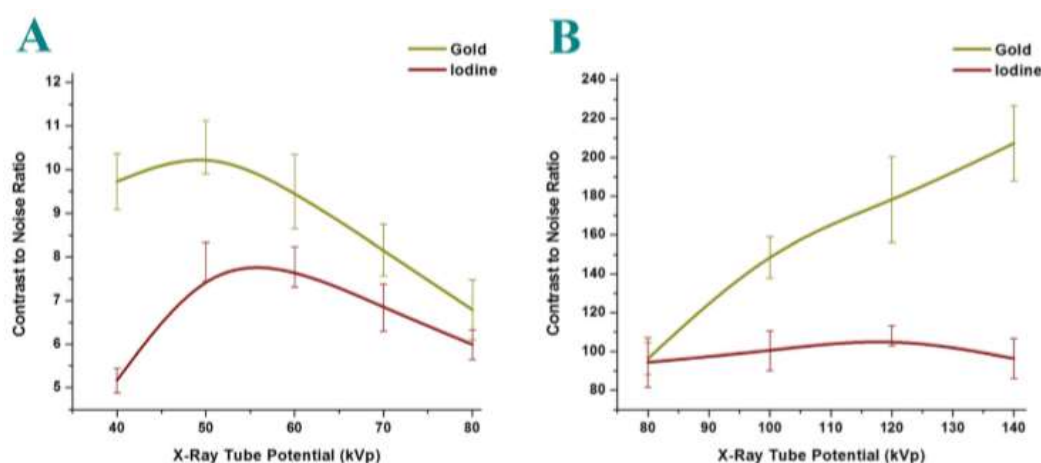 A
Gold
Iodine
12
11
10
9
8
7
6
5
Contrast to Noise Ratio
40 50 60 70 80
X-Ray Tube Potential (kVp)
B
Gold
Iodine
240
220
200
180
160
140
120
100
80
Contrast to Noise Ratio
80 90 100 110 120 130 140
X-Ray Tube Potential (kVp)